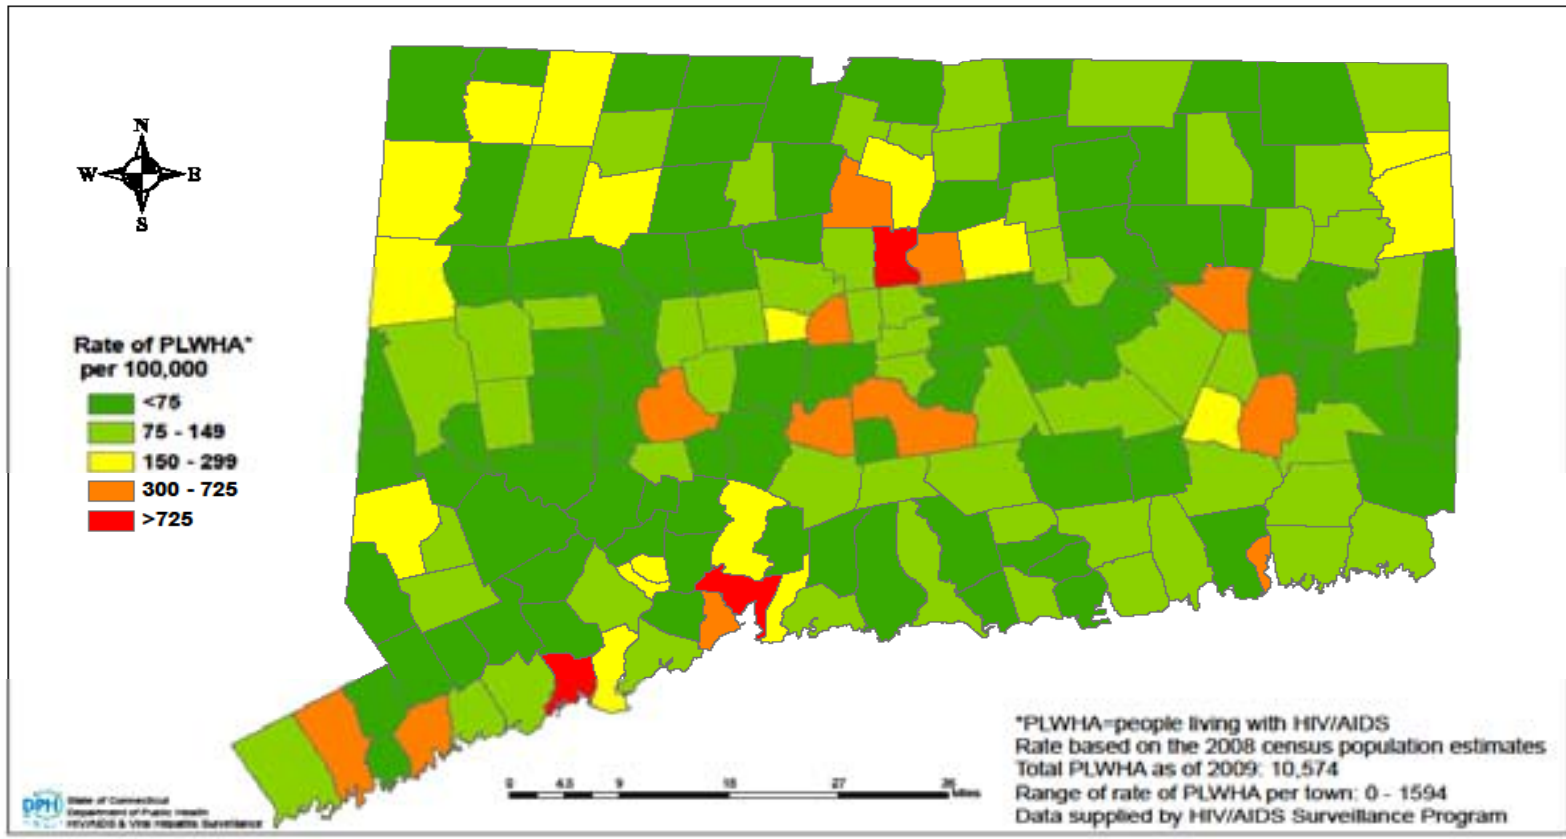 N
W E
S
Rate of PLWHA*
per 100,000
<75
75 - 149
150 - 299
300 - 725
>725
*PLWHA=people living with HIV/AIDS
Rate based on the 2008 census population estimates
Total PLWHA as of 2009: 10,574
Range of rate of PLWHA per town: 0 - 1594
Data supplied by HIV/AIDS Surveillance Program
0 4.5 9 18 27 36
Miles
DPH
State of Connecticut
Department of Public Health
HIV/AIDS & Viral Hepatitis Surveillance